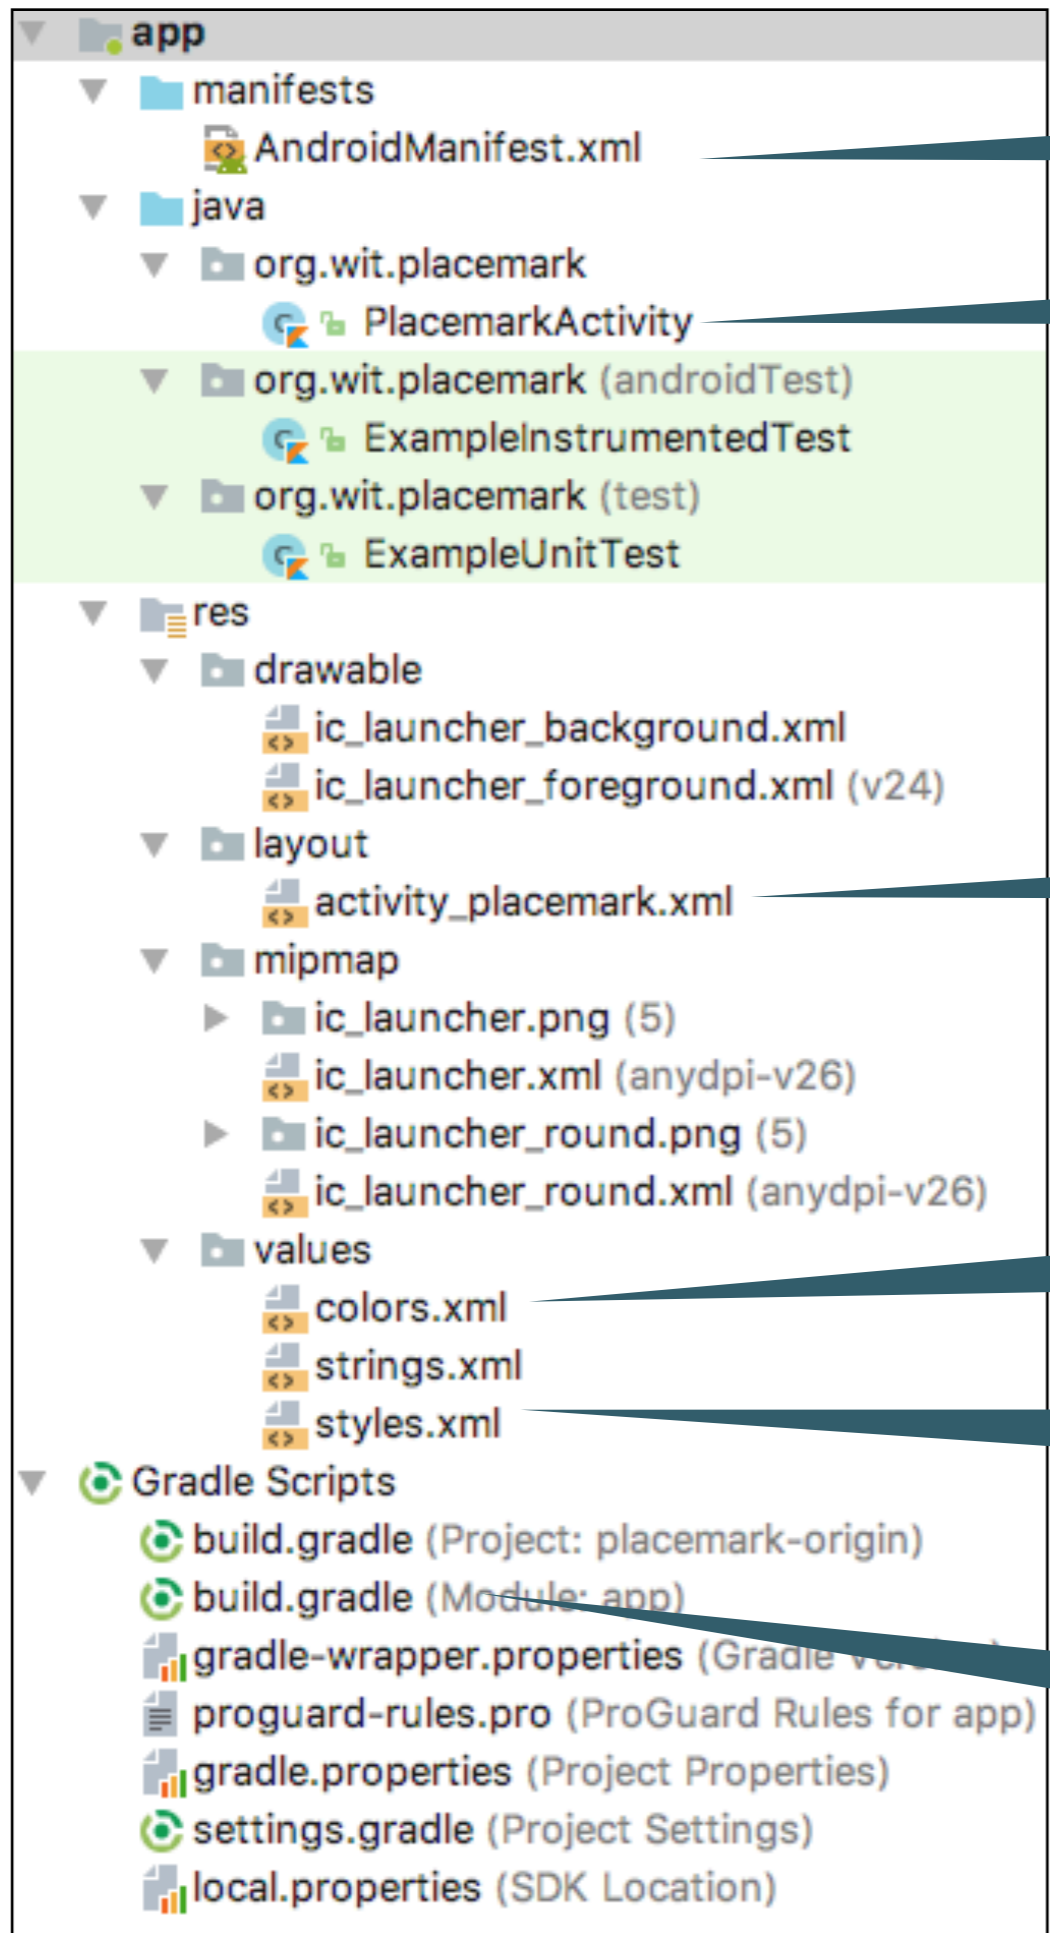 app
manifests
AndroidManifest.xml
java
org.wit.placemark
PlacemarkActivity
org.wit.placemark (androidTest)
ExampleInstrumentedTest
org.wit.placemark (test)
ExampleUnitTest
res
drawable
ic_launcher_background.xml
ic_launcher_foreground.xml (v24)
layout
activity_placemark.xml
mipmap
ic_launcher.png (5)
ic_launcher.xml (anydpi-v26)
ic_launcher_round.png (5)
ic_launcher_round.xml (anydpi-v26)
values
colors.xml
strings.xml
styles.xml
Gradle Scripts
build.gradle (Project: placemark-origin)
build.gradle (Module: app)
gradle-wrapper.properties (Gradle
proguard-rules.pro (ProGuard Rules for app)
gradle.properties (Project Properties)
settings.gradle (Project Settings)
local.properties (SDK Location)